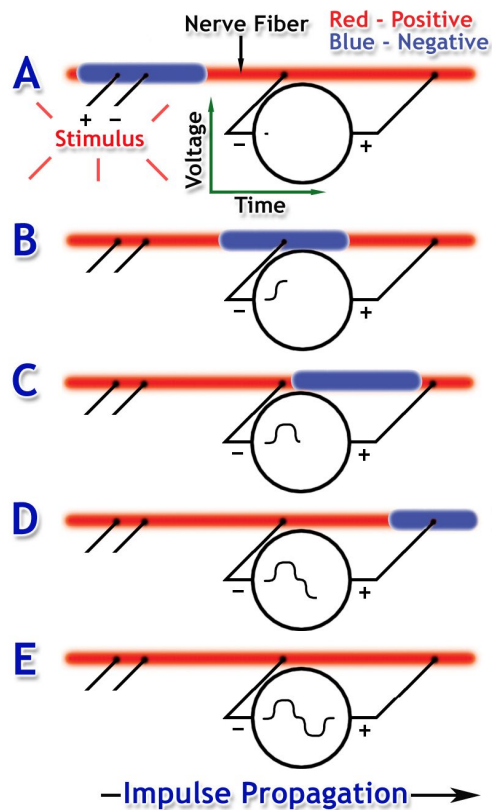 Nerve Fiber
Red - Positive
Blue - Negative
A
+ −
Stimulus
Voltage
Time
− +
B
− +
C
− +
D
− +
E
− +
Impulse Propagation